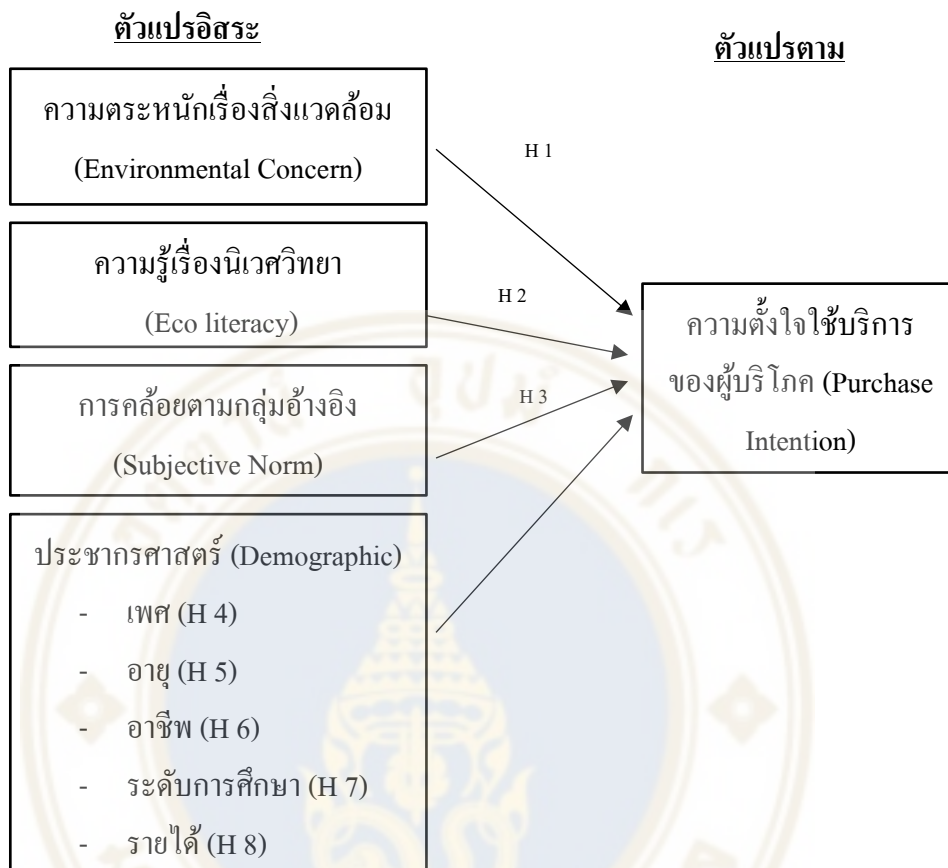 ตัวแปรอิสระ
ตัวแปรตาม
ความตระหนักเรื่องสิ่งแวดล้อม
(Environmental Concern)
H 1
ความรู้เรื่องนิเวศวิทยา
(Eco literacy)
H 2
ความตั้งใจใช้บริการ
ของผู้บริโภค (Purchase
Intention)
การคล้อยตามกลุ่มอ้างอิง
(Subjective Norm)
H 3
ประชากรศาสตร์ (Demographic)
- เพศ (H 4)
- อายุ (H 5)
- อาชีพ (H 6)
- ระดับการศึกษา (H 7)
- รายได้ (H 8)